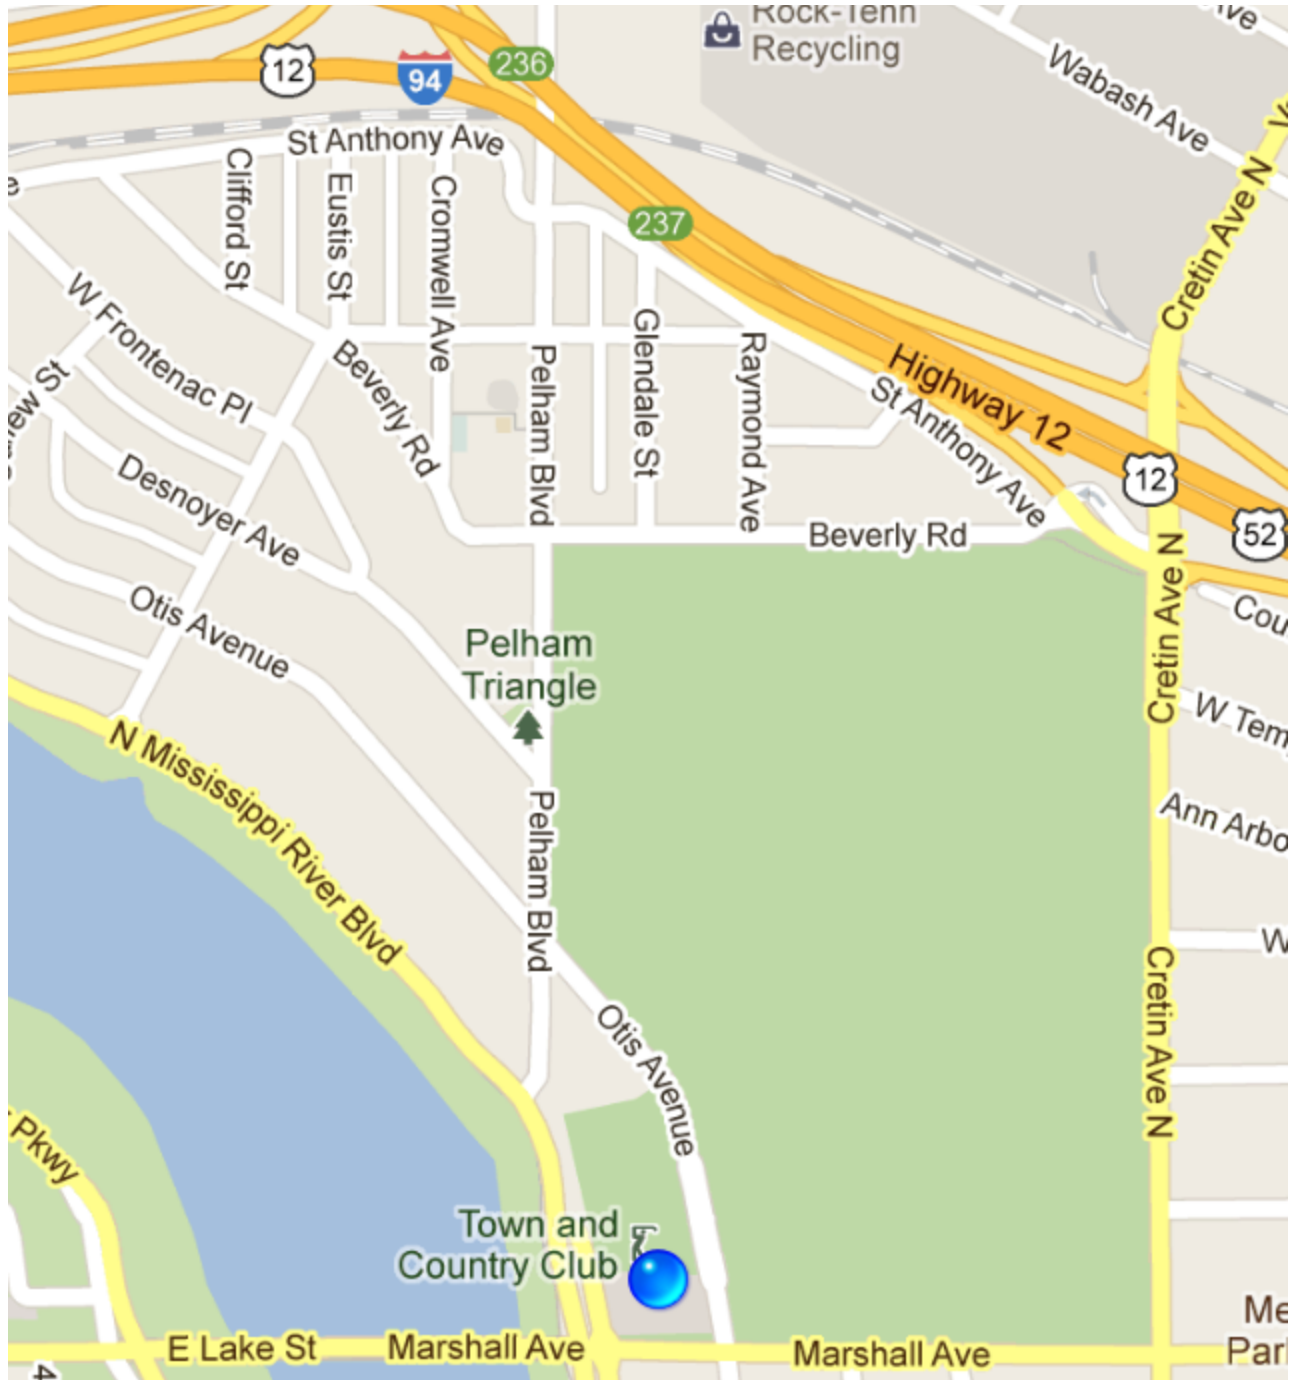 Rock-Tenn
Recycling
Wabash Ave
12
94
236
St Anthony Ave
Clifford St
Eustis St
Cromwell Ave
237
Cretin Ave N
W Frontenac Pl
Beverly Rd
Pelham Blvd
Glendale St
Raymond Ave
Highway 12
St Anthony Ave
12
52
Desnoyer Ave
Beverly Rd
Otis Avenue
Cretin Ave N
Pelham
Triangle
N Mississippi River Blvd
Pelham Blvd
Cretin Ave N
Otis Avenue
Pkwy
Town and
Country Club
E Lake St
Marshall Ave
Marshall Ave